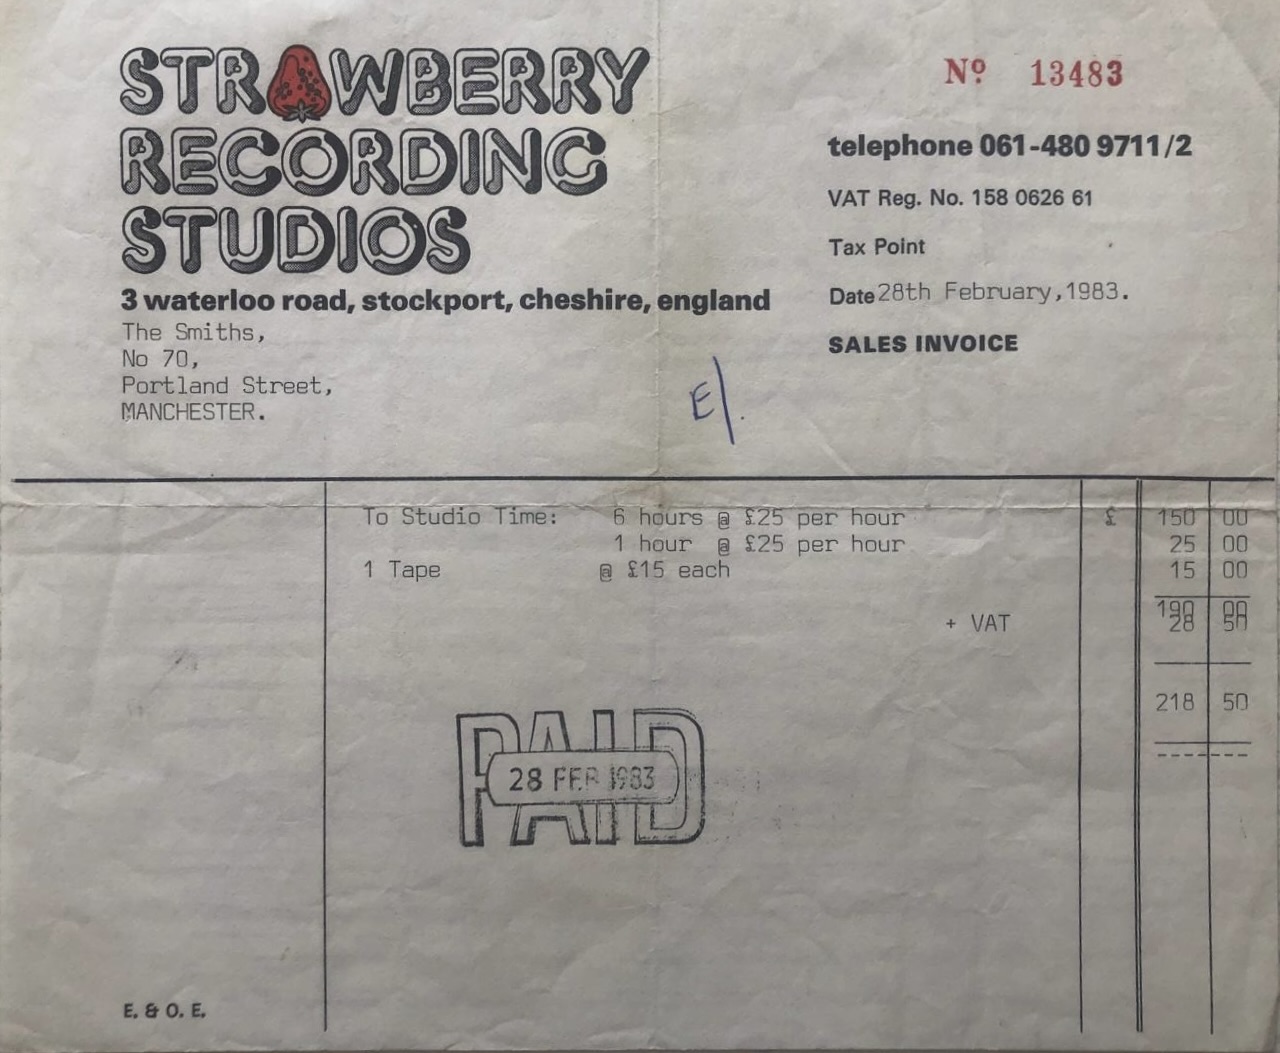 STRAWBERRY
RECORDING
STUDIOS
3 waterloo road, stockport, cheshire, england
Nº 13483
telephone 061-480 9711/2
VAT Reg. No. 158 0626 61
Tax Point
Date 28th February,1983.
SALES INVOICE
The Smiths,
No 70,
Portland Street,
MANCHESTER.
E/.
To Studio Time: 6 hours @ £25 per hour £ 150 00
1 hour @ £25 per hour 25 00
1 Tape @ £15 each 15 00
190 00
+ VAT 28 50
218 50
PAID
28 FEB 1983
E. & O. E.